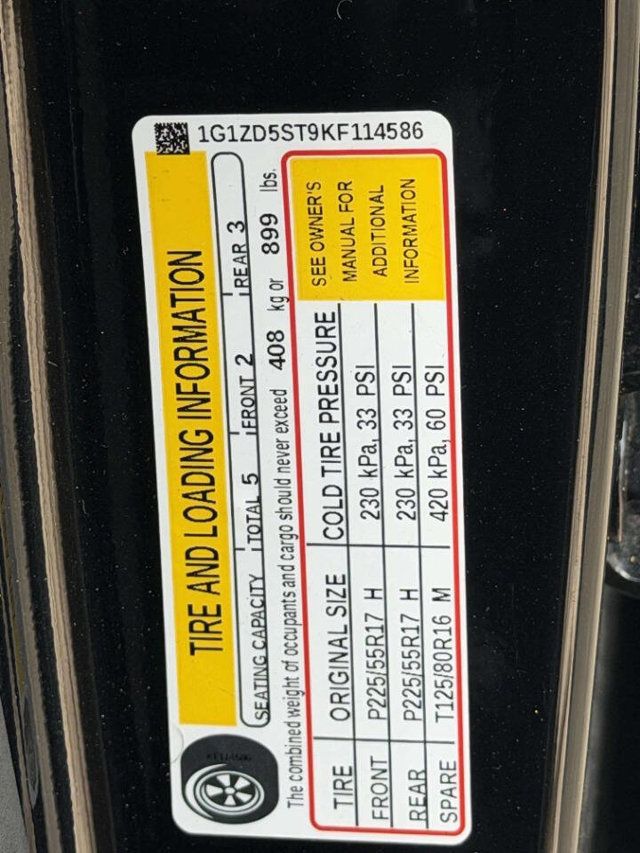 1G1ZD5ST9KF114586
TIRE AND LOADING INFORMATION
SEATING CAPACITY TOTAL 5 FRONT 2 REAR 3
The combined weight of occupants and cargo should never exceed 408 kg or 899 lbs.
TIRE ORIGINAL SIZE COLD TIRE PRESSURE
FRONT P225/55R17 H 230 kPa, 33 PSI
REAR P225/55R17 H 230 kPa, 33 PSI
SPARE T125/80R16 M 420 kPa, 60 PSI
SEE OWNER'S
MANUAL FOR
ADDITIONAL
INFORMATION